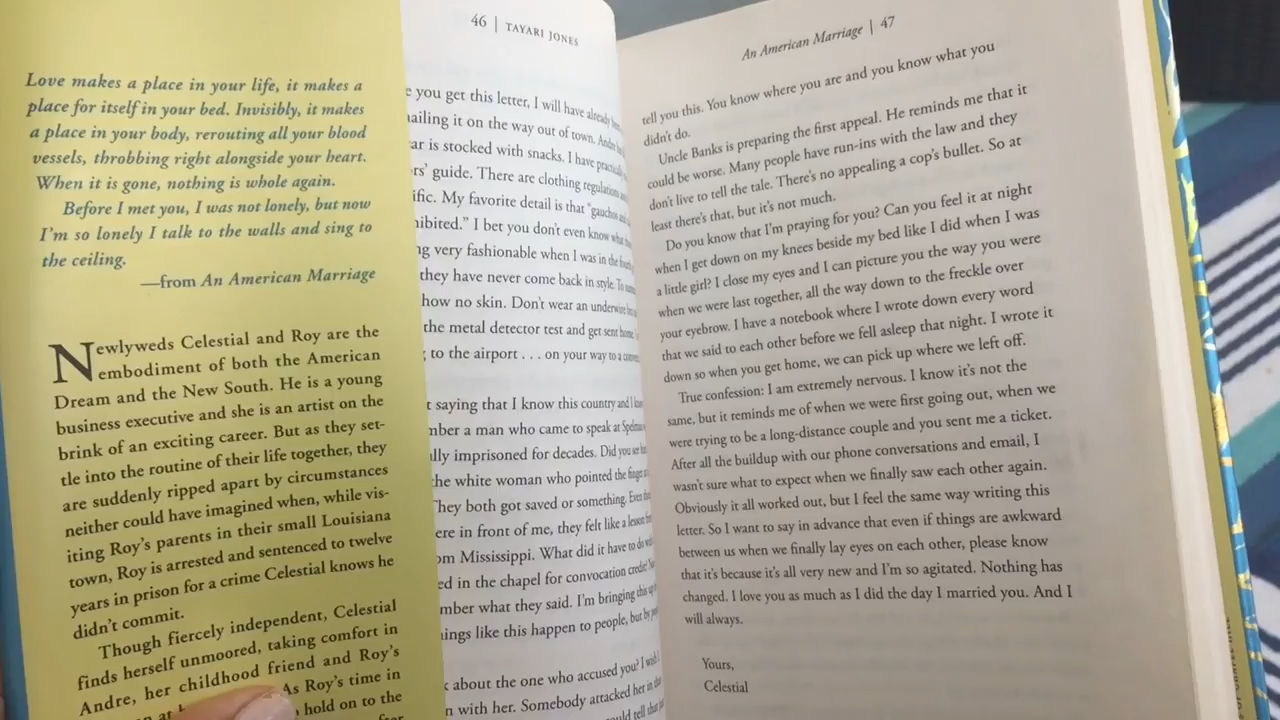 Love makes a place in your life, it makes a
place for itself in your bed. Invisibly, it makes
a place in your body, rerouting all your blood
vessels, throbbing right alongside your heart.
When it is gone, nothing is whole again.
Before I met you, I was not lonely, but now
I'm so lonely I talk to the walls and sing to
the ceiling.
—from An American Marriage
Newlyweds Celestial and Roy are the
embodiment of both the American
Dream and the New South. He is a young
business executive and she is an artist on the
brink of an exciting career. But as they set-
tle into the routine of their life together, they
are suddenly ripped apart by circumstances
neither could have imagined when, while vis-
iting Roy's parents in their small Louisiana
town, Roy is arrested and sentenced to twelve
years in prison for a crime Celestial knows he
didn't commit.
Though fiercely independent, Celestial
finds herself unmoored, taking comfort in
Andre, her childhood friend and Roy's
As Roy's time in
hold on to the
46 | TAYARI JONES
you get this letter, I will have already
mailing it on the way out of town.
is stocked with snacks. I have
guide. There are clothing regulations
My favorite detail is that "gauchos
I bet you don't even know what
very fashionable when I was in the
they have never come back in style. To
how no skin. Don't wear an underwire
the metal detector test and get sent home.
to the airport . . . on your way to a
saying that I know this country and I
a man who came to speak at Spelman
imprisoned for decades. Did you see
the white woman who pointed the finger
They both got saved or something. Even
in front of me, they felt like a lesson
Mississippi. What did it have to do
in the chapel for convocation credit?
what they said. I'm bringing this up
things like this happen to people, but
about the one who accused you? I
with her. Somebody attacked her in
tell that
An American Marriage | 47
tell you this. You know where you are and you know what you
didn't do.
Uncle Banks is preparing the first appeal. He reminds me that it
could be worse. Many people have run-ins with the law and they
don't live to tell the tale. There's no appealing a cop's bullet. So at
least there's that, but it's not much.
Do you know that I'm praying for you? Can you feel it at night
when I get down on my knees beside my bed like I did when I was
a little girl? I close my eyes and I can picture you the way you were
when we were last together, all the way down to the freckle over
your eyebrow. I have a notebook where I wrote down every word
that we said to each other before we fell asleep that night. I wrote it
down so when you get home, we can pick up where we left off.
True confession: I am extremely nervous. I know it's not the
same, but it reminds me of when we were first going out, when we
were trying to be a long-distance couple and you sent me a ticket.
After all the buildup with our phone conversations and email, I
wasn't sure what to expect when we finally saw each other again.
Obviously it all worked out, but I feel the same way writing this
letter. So I want to say in advance that even if things are awkward
between us when we finally lay eyes on each other, please know
that it's because it's all very new and I'm so agitated. Nothing has
changed. I love you as much as I did the day I married you. And I
will always.
Yours,
Celestial